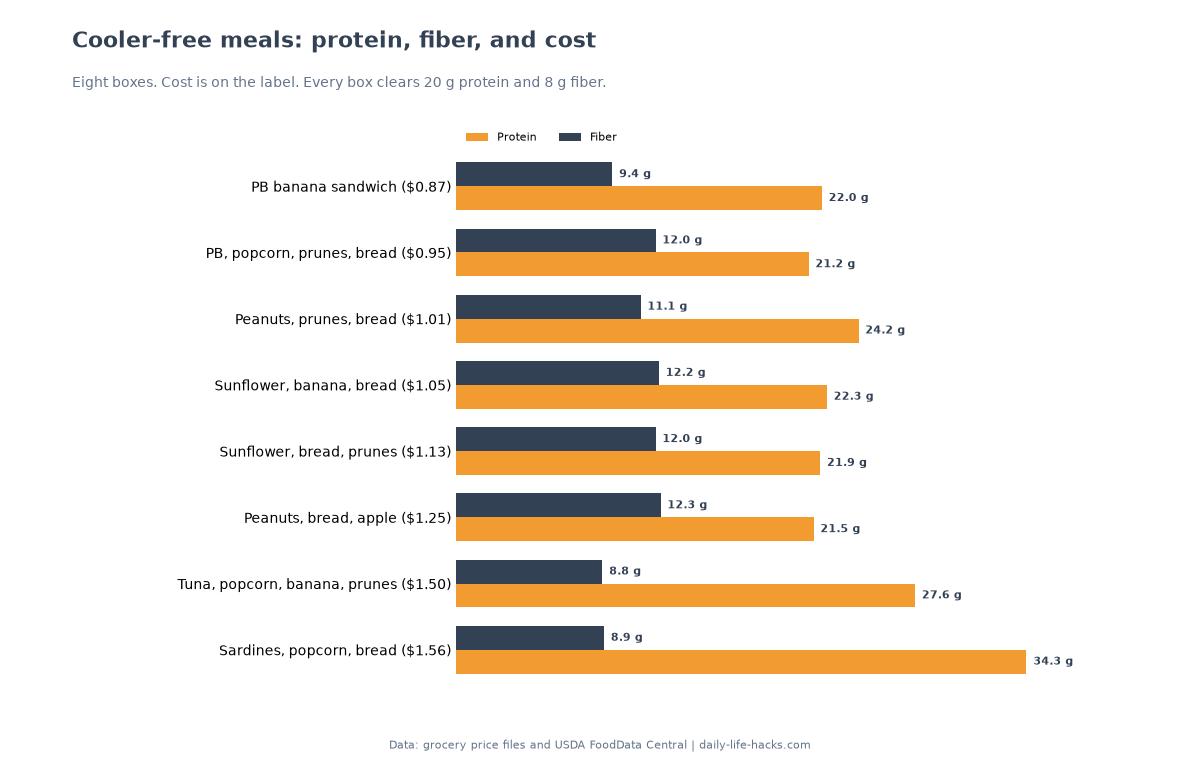 Cooler-free meals: protein, fiber, and cost
Eight boxes. Cost is on the label. Every box clears 20 g protein and 8 g fiber.
Protein Fiber
PB banana sandwich ($0.87)
9.4 g
22.0 g
PB, popcorn, prunes, bread ($0.95)
12.0 g
21.2 g
Peanuts, prunes, bread ($1.01)
11.1 g
24.2 g
Sunflower, banana, bread ($1.05)
12.2 g
22.3 g
Sunflower, bread, prunes ($1.13)
12.0 g
21.9 g
Peanuts, bread, apple ($1.25)
12.3 g
21.5 g
Tuna, popcorn, banana, prunes ($1.50)
8.8 g
27.6 g
Sardines, popcorn, bread ($1.56)
8.9 g
34.3 g
Data: grocery price files and USDA FoodData Central | daily-life-hacks.com